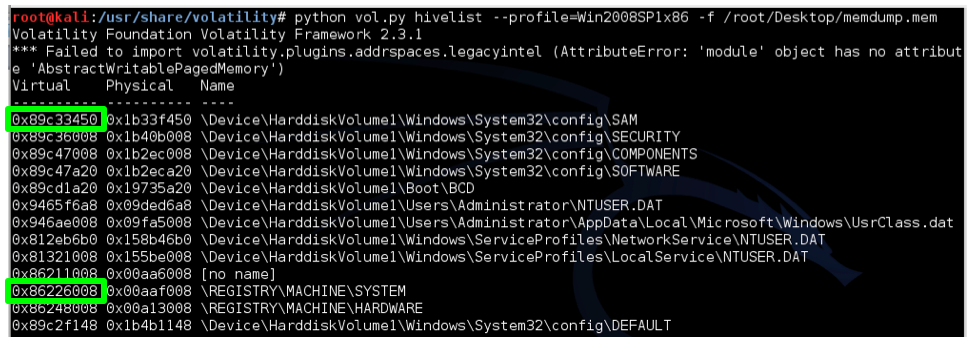 root@kali:/usr/share/volatility# python vol.py hivelist --profile=Win2008SP1x86 -f /root/Desktop/memdump.mem
Volatility Foundation Volatility Framework 2.3.1
*** Failed to import volatility.plugins.addrspaces.legacyintel (AttributeError: 'module' object has no attribut
e 'AbstractWritablePagedMemory')
Virtual    Physical   Name
---------- ---------- ----
0x89c33450 0x1b33f450 \Device\HarddiskVolume1\Windows\System32\config\SAM
0x89c36008 0x1b40b008 \Device\HarddiskVolume1\Windows\System32\config\SECURITY
0x89c47008 0x1b2ec008 \Device\HarddiskVolume1\Windows\System32\config\COMPONENTS
0x89c47a20 0x1b2eca20 \Device\HarddiskVolume1\Windows\System32\config\SOFTWARE
0x89cd1a20 0x19735a20 \Device\HarddiskVolume1\Boot\BCD
0x9465f6a8 0x09ded6a8 \Device\HarddiskVolume1\Users\Administrator\NTUSER.DAT
0x946ae008 0x09fa5008 \Device\HarddiskVolume1\Users\Administrator\AppData\Local\Microsoft\Windows\UsrClass.dat
0x812eb6b0 0x158b46b0 \Device\HarddiskVolume1\Windows\ServiceProfiles\NetworkService\NTUSER.DAT
0x81321008 0x155be008 \Device\HarddiskVolume1\Windows\ServiceProfiles\LocalService\NTUSER.DAT
0x86211008 0x00aa6008 [no name]
0x86226008 0x00aaf008 \REGISTRY\MACHINE\SYSTEM
0x86248008 0x00a13008 \REGISTRY\MACHINE\HARDWARE
0x89c2f148 0x1b4b1148 \Device\HarddiskVolume1\Windows\System32\config\DEFAULT